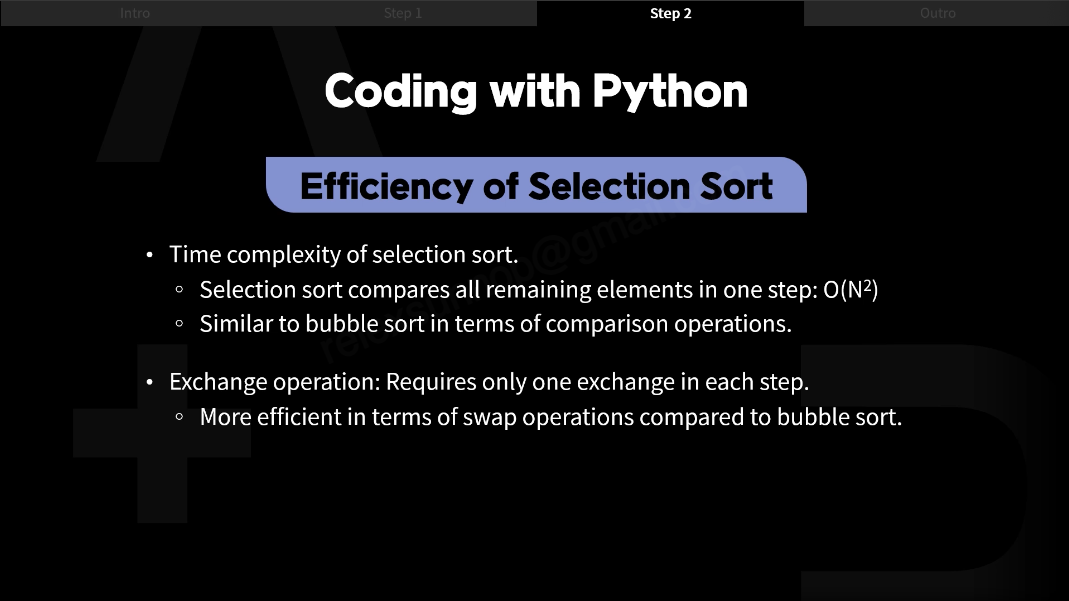 Intro
Step 1
Step 2
Outro
Coding with Python
Efficiency of Selection Sort
• Time complexity of selection sort.
◦ Selection sort compares all remaining elements in one step: O(N²)
◦ Similar to bubble sort in terms of comparison operations.
• Exchange operation: Requires only one exchange in each step.
◦ More efficient in terms of swap operations compared to bubble sort.